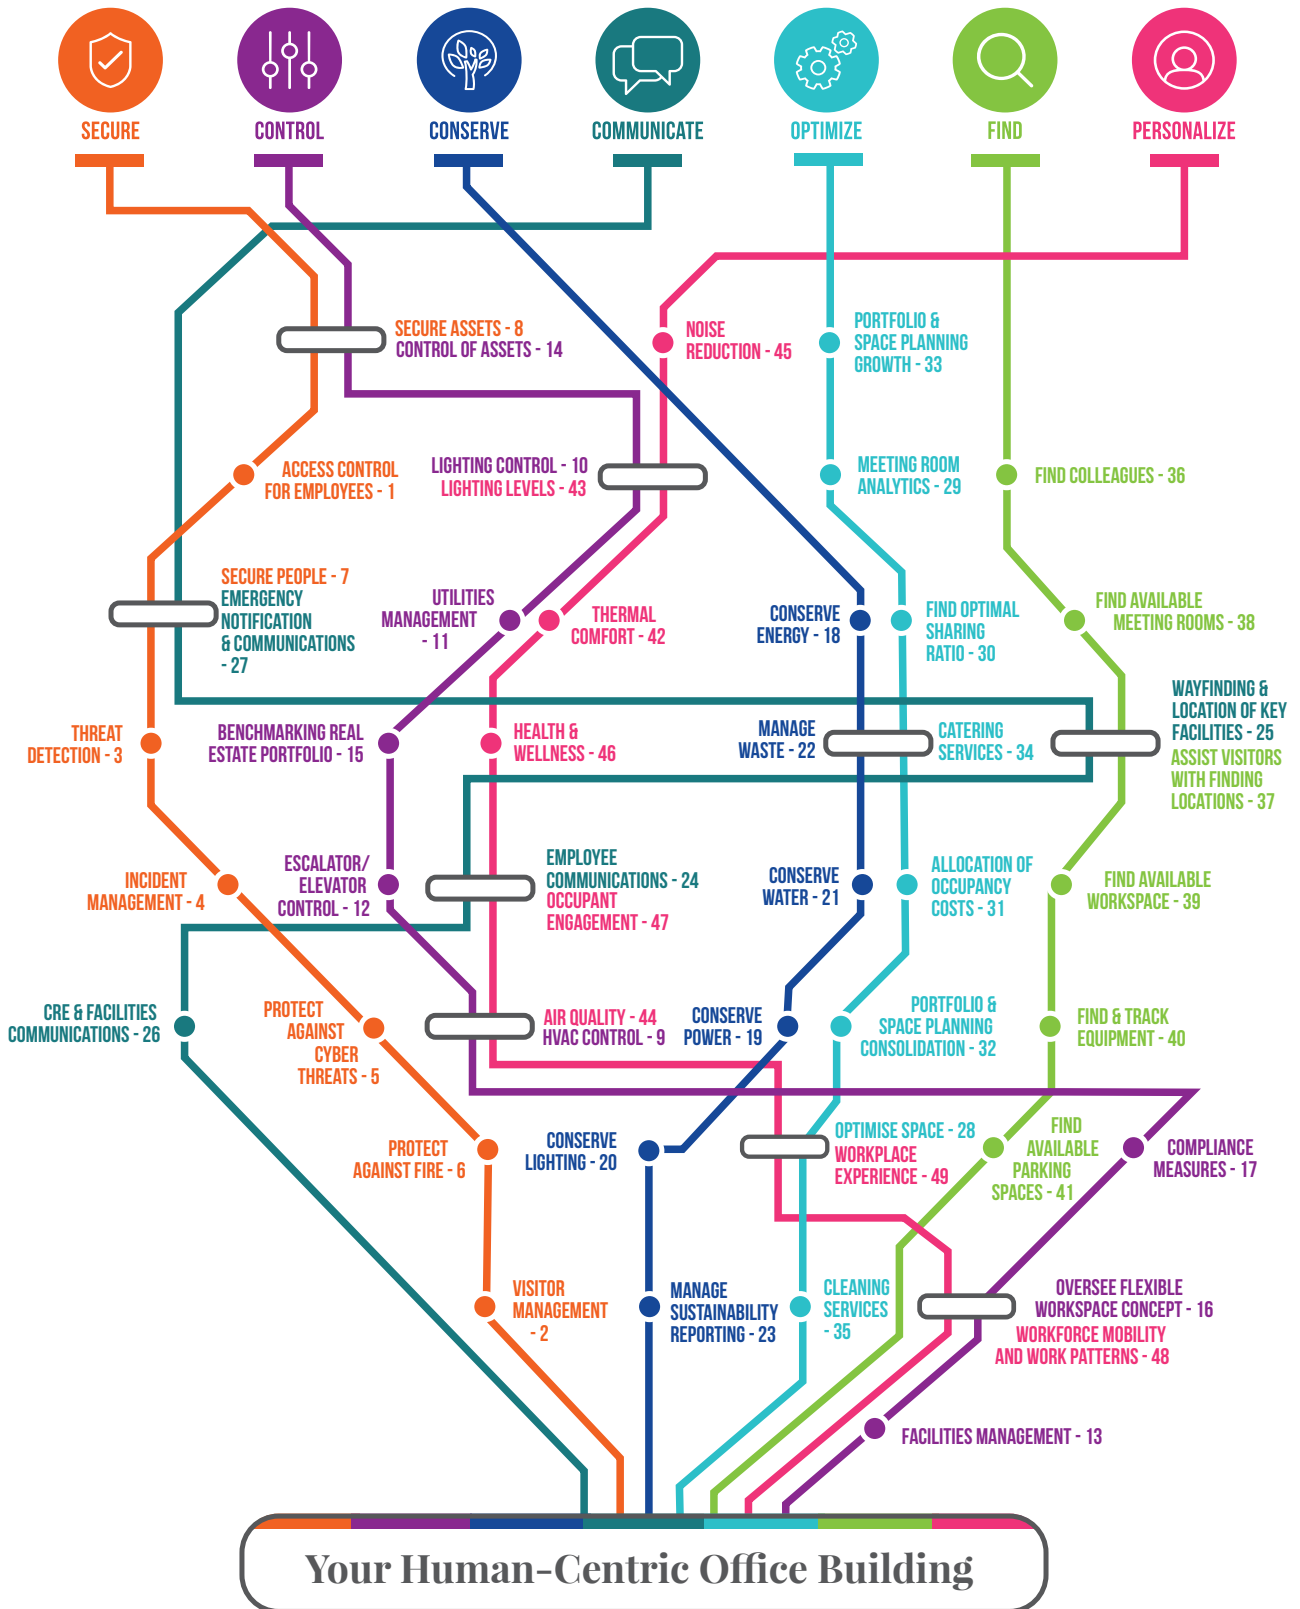 SECURE
CONTROL
CONSERVE
COMMUNICATE
OPTIMIZE
FIND
PERSONALIZE
SECURE ASSETS - 8
CONTROL OF ASSETS - 14
NOISE
REDUCTION - 45
PORTFOLIO &
SPACE PLANNING
GROWTH - 33
ACCESS CONTROL
FOR EMPLOYEES - 1
LIGHTING CONTROL - 10
LIGHTING LEVELS - 43
MEETING ROOM
ANALYTICS - 29
FIND COLLEAGUES - 36
SECURE PEOPLE - 7
EMERGENCY
NOTIFICATION
& COMMUNICATIONS
- 27
UTILITIES
MANAGEMENT
- 11
THERMAL
COMFORT - 42
CONSERVE
ENERGY - 18
FIND OPTIMAL
SHARING
RATIO - 30
FIND AVAILABLE
MEETING ROOMS - 38
THREAT
DETECTION - 3
BENCHMARKING REAL
ESTATE PORTFOLIO - 15
HEALTH &
WELLNESS - 46
MANAGE
WASTE - 22
CATERING
SERVICES - 34
WAYFINDING &
LOCATION OF KEY
FACILITIES - 25
ASSIST VISITORS
WITH FINDING
LOCATIONS - 37
INCIDENT
MANAGEMENT - 4
ESCALATOR/
ELEVATOR
CONTROL - 12
EMPLOYEE
COMMUNICATIONS - 24
OCCUPANT
ENGAGEMENT - 47
CONSERVE
WATER - 21
ALLOCATION OF
OCCUPANCY
COSTS - 31
FIND AVAILABLE
WORKSPACE - 39
CRE & FACILITIES
COMMUNICATIONS - 26
PROTECT
AGAINST
CYBER
THREATS - 5
AIR QUALITY - 44
HVAC CONTROL - 9
CONSERVE
POWER - 19
PORTFOLIO &
SPACE PLANNING
CONSOLIDATION - 32
FIND & TRACK
EQUIPMENT - 40
PROTECT
AGAINST FIRE - 6
CONSERVE
LIGHTING - 20
OPTIMISE SPACE - 28
WORKPLACE
EXPERIENCE - 49
FIND
AVAILABLE
PARKING
SPACES - 41
COMPLIANCE
MEASURES - 17
VISITOR
MANAGEMENT
- 2
MANAGE
SUSTAINABILITY
REPORTING - 23
CLEANING
SERVICES
- 35
OVERSEE FLEXIBLE
WORKSPACE CONCEPT - 16
WORKFORCE MOBILITY
AND WORK PATTERNS - 48
FACILITIES MANAGEMENT - 13
Your Human-Centric Office Building